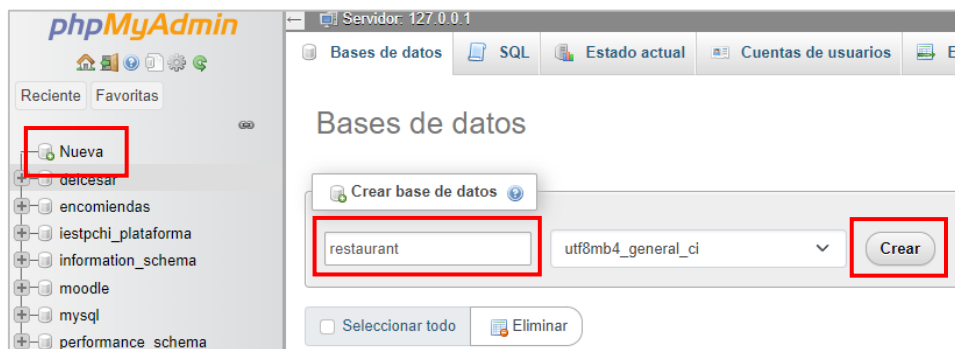 phpMyAdmin
Reciente Favoritas
Nueva
delcesar
encomiendas
iestpchi_plataforma
information_schema
moodle
mysql
performance_schema
Servidor: 127.0.0.1
Bases de datos SQL Estado actual Cuentas de usuarios E
Bases de datos
Crear base de datos
restaurant utf8mb4_general_ci Crear
Seleccionar todo Eliminar